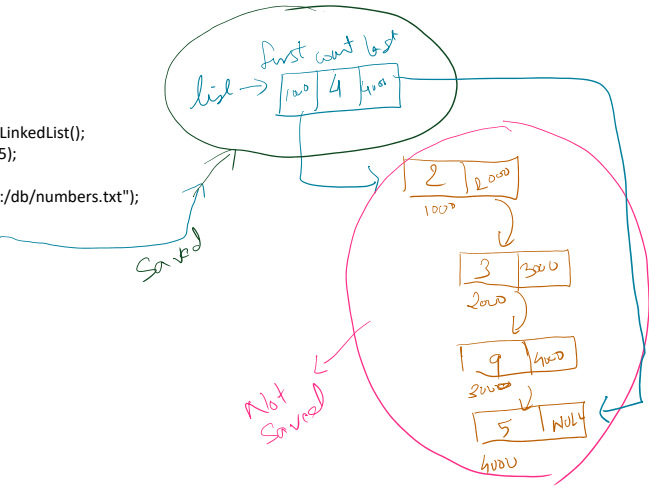 first count last
list → 1000 4 4000
LinkedList();
5);
:/db/numbers.txt");
Saved
2 2000
1000
3 3000
2000
9 4000
3000
5 NULL
4000
Not
Saved